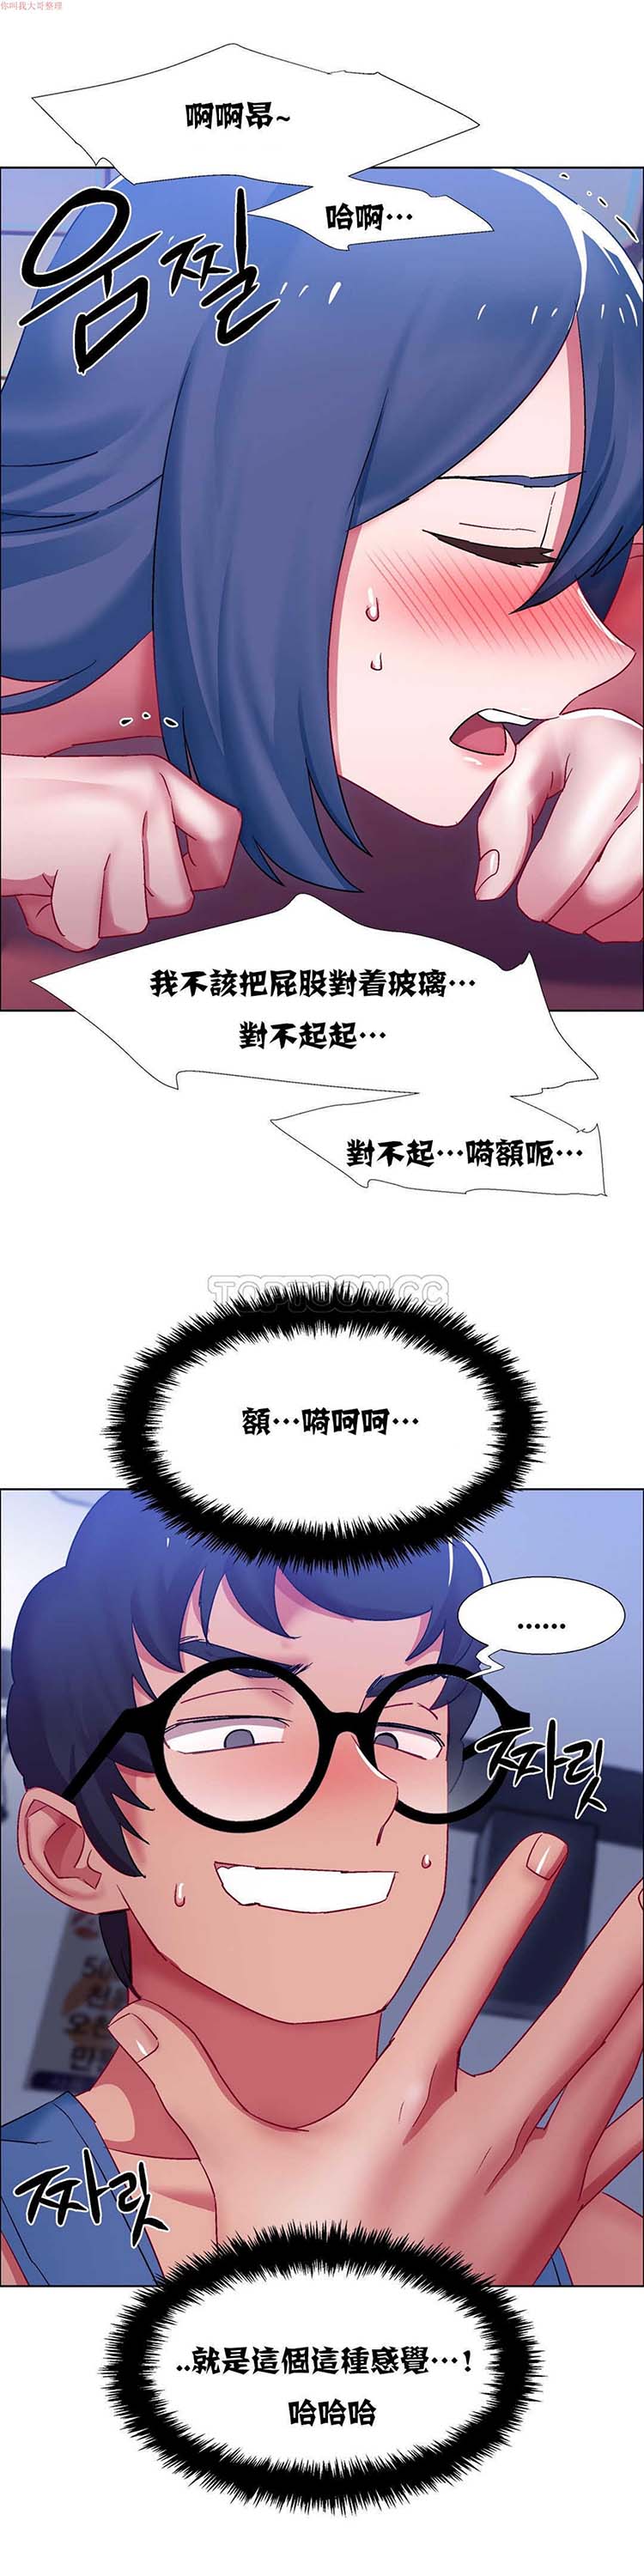 你叫我大哥整理
啊啊昂~
哈啊…
움찔
我不該把屁股對着玻璃…
對不起起…
對不起…嗬額呃…
TOPTOON.CC
額…嗬呵呵…
……
짜릿
짜릿
..就是這個這種感覺…!
哈哈哈